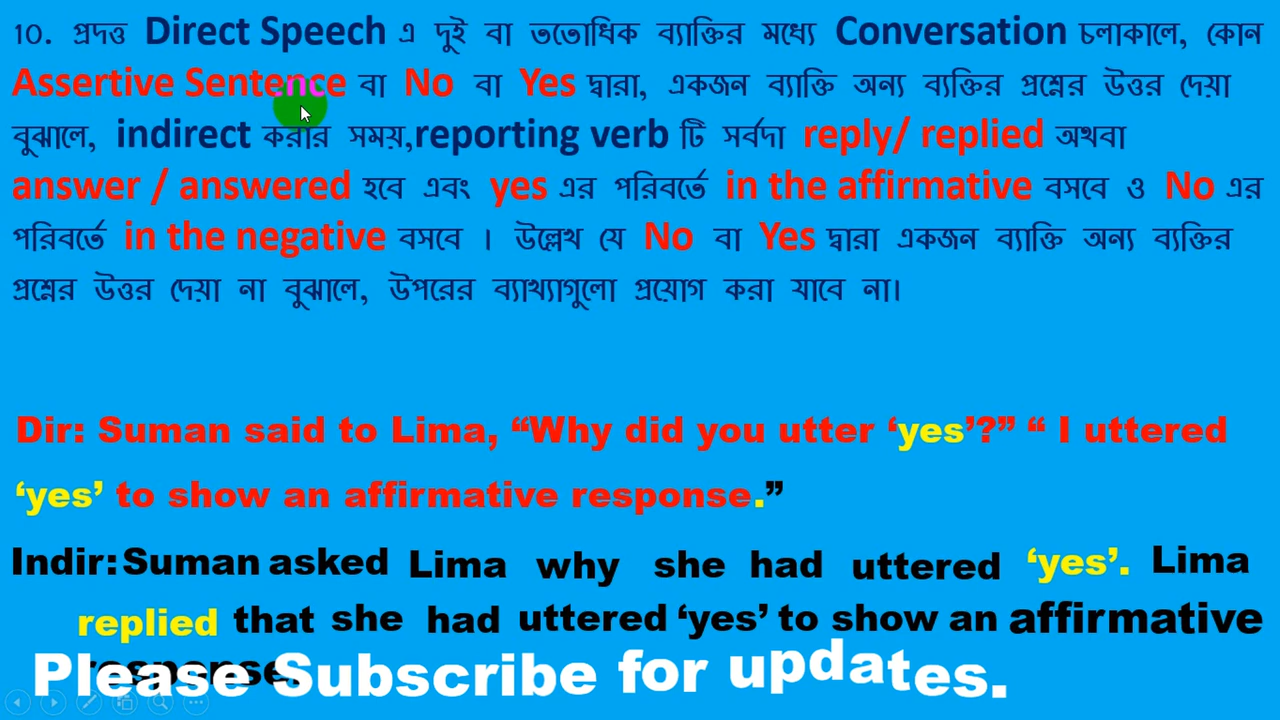 10. প্রদত্ত Direct Speech এ দুই বা ততোধিক ব্যাক্তির মধ্যে Conversation চলাকালে, কোন
Assertive Sentence বা No বা Yes দ্বারা, একজন ব্যাক্তি অন্য ব্যক্তির প্রশ্নের উত্তর দেয়া
বুঝালে, indirect করার সময়,reporting verb টি সর্বদা reply/ replied অথবা
answer / answered হবে এবং yes এর পরিবর্তে in the affirmative বসবে ও No এর
পরিবর্তে in the negative বসবে । উল্লেখ যে No বা Yes দ্বারা একজন ব্যাক্তি অন্য ব্যক্তির
প্রশ্নের উত্তর দেয়া না বুঝালে, উপরের ব্যাখ্যাগুলো প্রয়োগ করা যাবে না।
Dir: Suman said to Lima, “Why did you utter ‘yes’?” “ I uttered
‘yes’ to show an affirmative response.”
Indir: Suman asked Lima why she had uttered ‘yes’. Lima
replied that she had uttered ‘yes’ to show an affirmative
response.
Please Subscribe for updates.